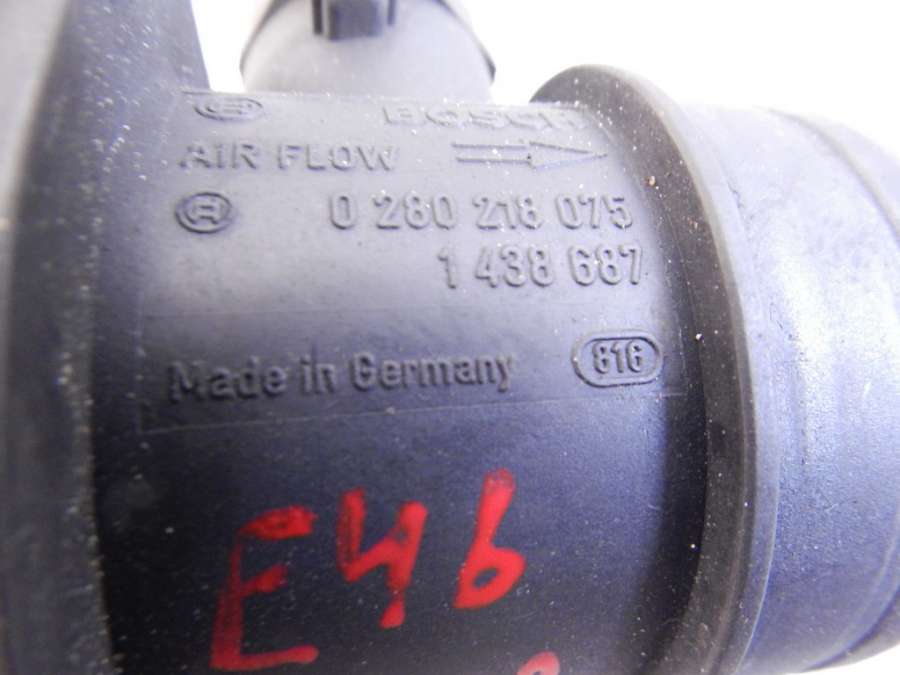 BOSCH
AIR FLOW
0 280 218 075
1 438 687
Made in Germany 816
E46